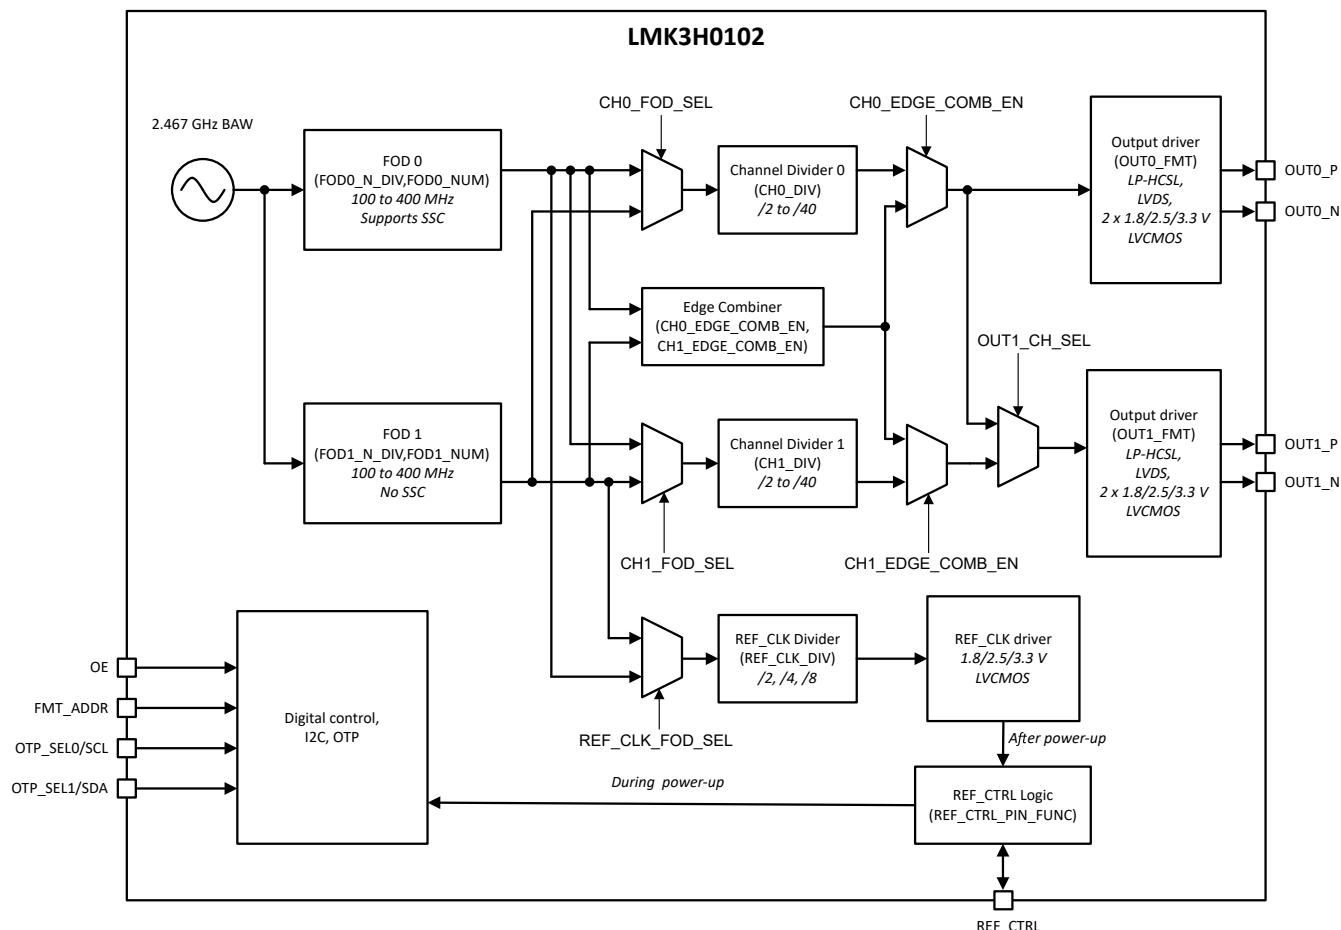 LMK3H0102
CH0_FOD_SEL
CH0_EDGE_COMB_EN
2.467 GHz BAW
FOD 0
(FOD0_N_DIV,FOD0_NUM)
100 to 400 MHz
Supports SSC
Channel Divider 0
(CH0_DIV)
/2 to /40
Output driver
(OUT0_FMT)
LP-HCSL,
LVDS,
2 x 1.8/2.5/3.3 V
LVCMOS
OUT0_P
OUT0_N
Edge Combiner
(CH0_EDGE_COMB_EN,
CH1_EDGE_COMB_EN)
OUT1_CH_SEL
FOD 1
(FOD1_N_DIV,FOD1_NUM)
100 to 400 MHz
No SSC
Channel Divider 1
(CH1_DIV)
/2 to /40
Output driver
(OUT1_FMT)
LP-HCSL,
LVDS,
2 x 1.8/2.5/3.3 V
LVCMOS
OUT1_P
OUT1_N
CH1_FOD_SEL
CH1_EDGE_COMB_EN
OE
FMT_ADDR
OTP_SEL0/SCL
OTP_SEL1/SDA
Digital control,
I2C, OTP
REF_CLK Divider
(REF_CLK_DIV)
/2, /4, /8
REF_CLK driver
1.8/2.5/3.3 V
LVCMOS
REF_CLK_FOD_SEL
After power-up
During power-up
REF_CTRL Logic
(REF_CTRL_PIN_FUNC)
REF_CTRL